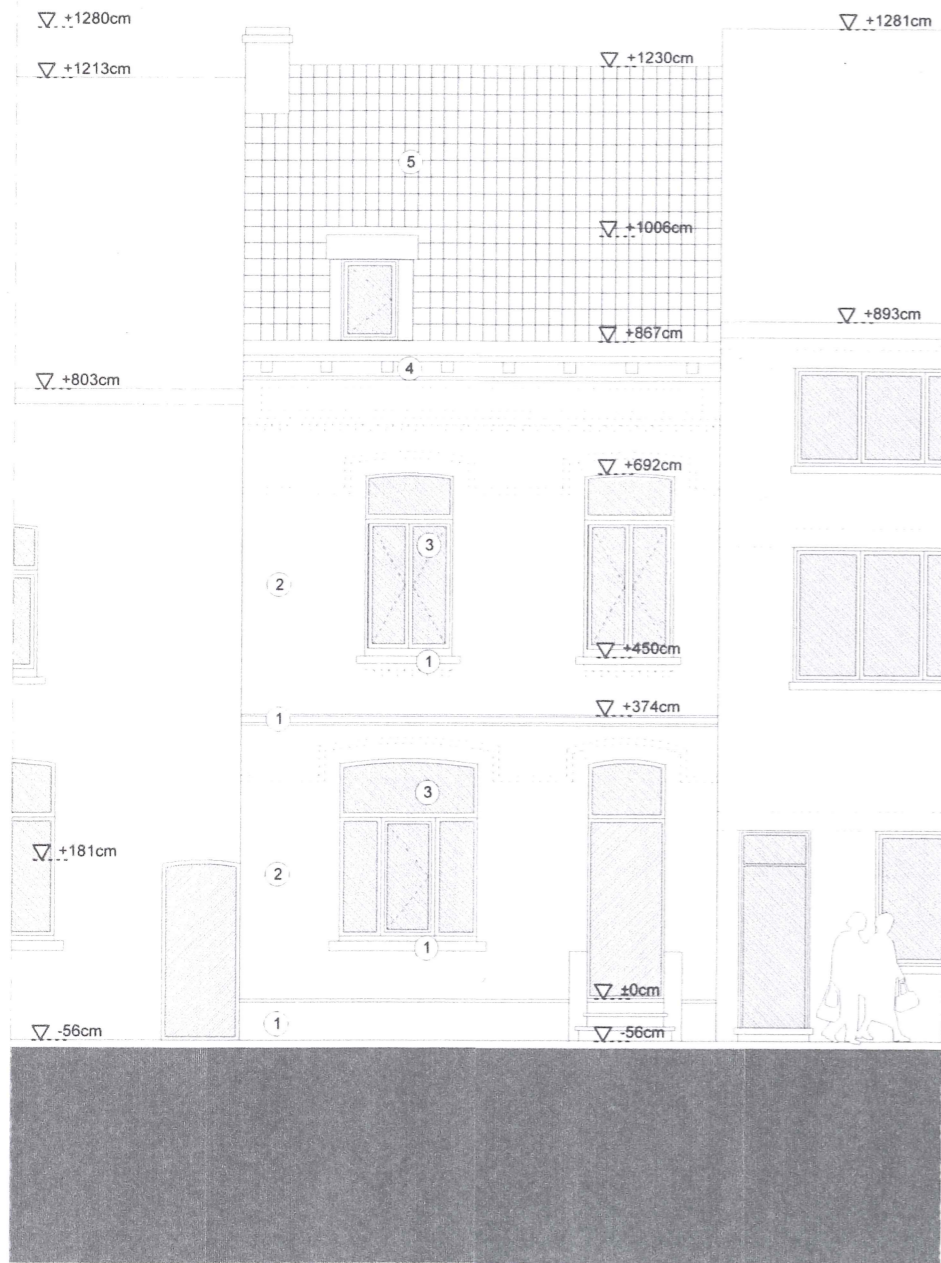 +1280cm
+1281cm
+1230cm
+1213cm
5
+1006cm
+893cm
+867cm
4
+803cm
+692cm
3
2
+450cm
1
+374cm
1
3
+181cm
2
1
±0cm
1
-56cm
-56cm